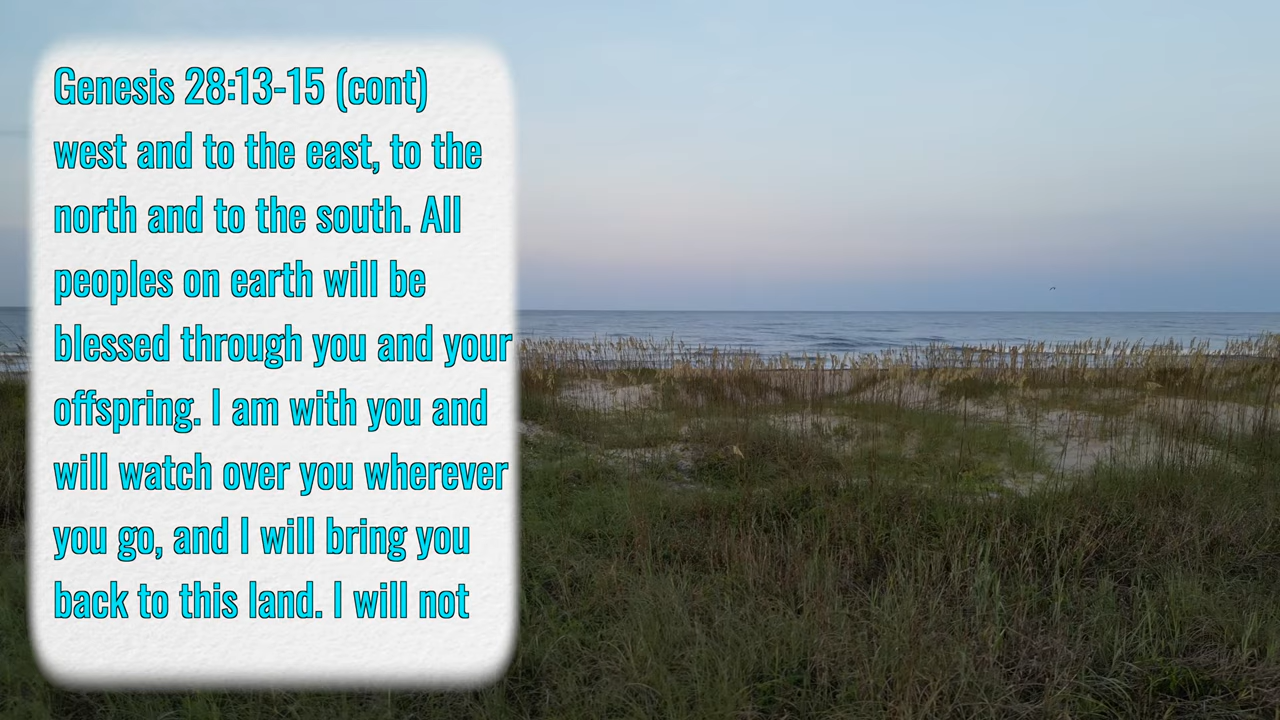 Genesis 28:13-15 (cont)
west and to the east, to the
north and to the south. All
peoples on earth will be
blessed through you and your
offspring. I am with you and
will watch over you wherever
you go, and I will bring you
back to this land. I will not